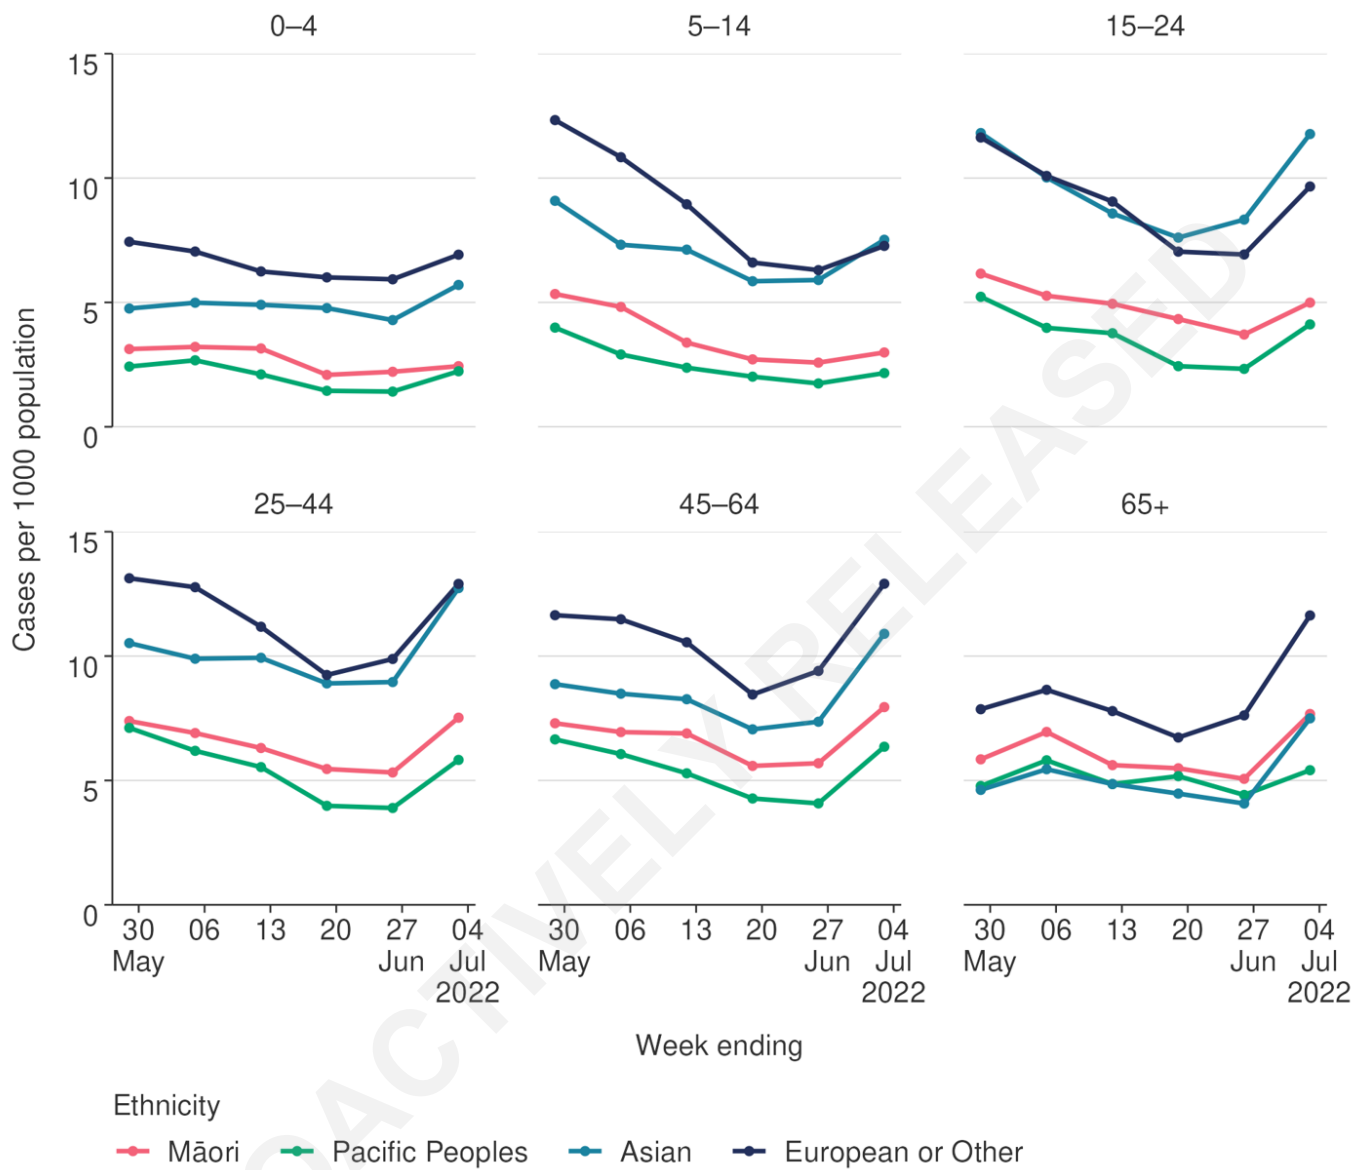 0–4 5–14 15–24
15
10
5
0
Cases per 1000 population
25–44 45–64 65+
15
10
5
0
30 06 13 20 27 04 30 06 13 20 27 04 30 06 13 20 27 04
May Jun Jul May Jun Jul May Jun Jul
2022 2022 2022
Week ending
Ethnicity
Māori Pacific Peoples Asian European or Other
OACTIVELY RELEASED